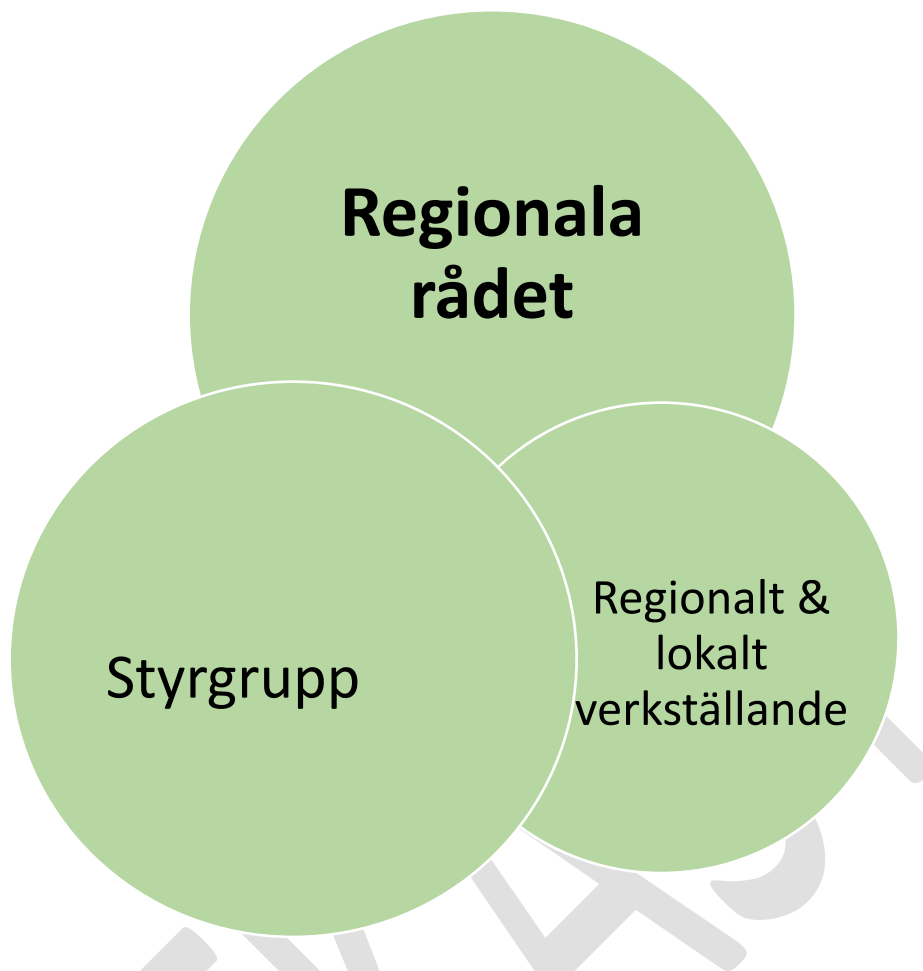 Regionala
rådet
Styrgrupp
Regionalt &
lokalt
verkställande